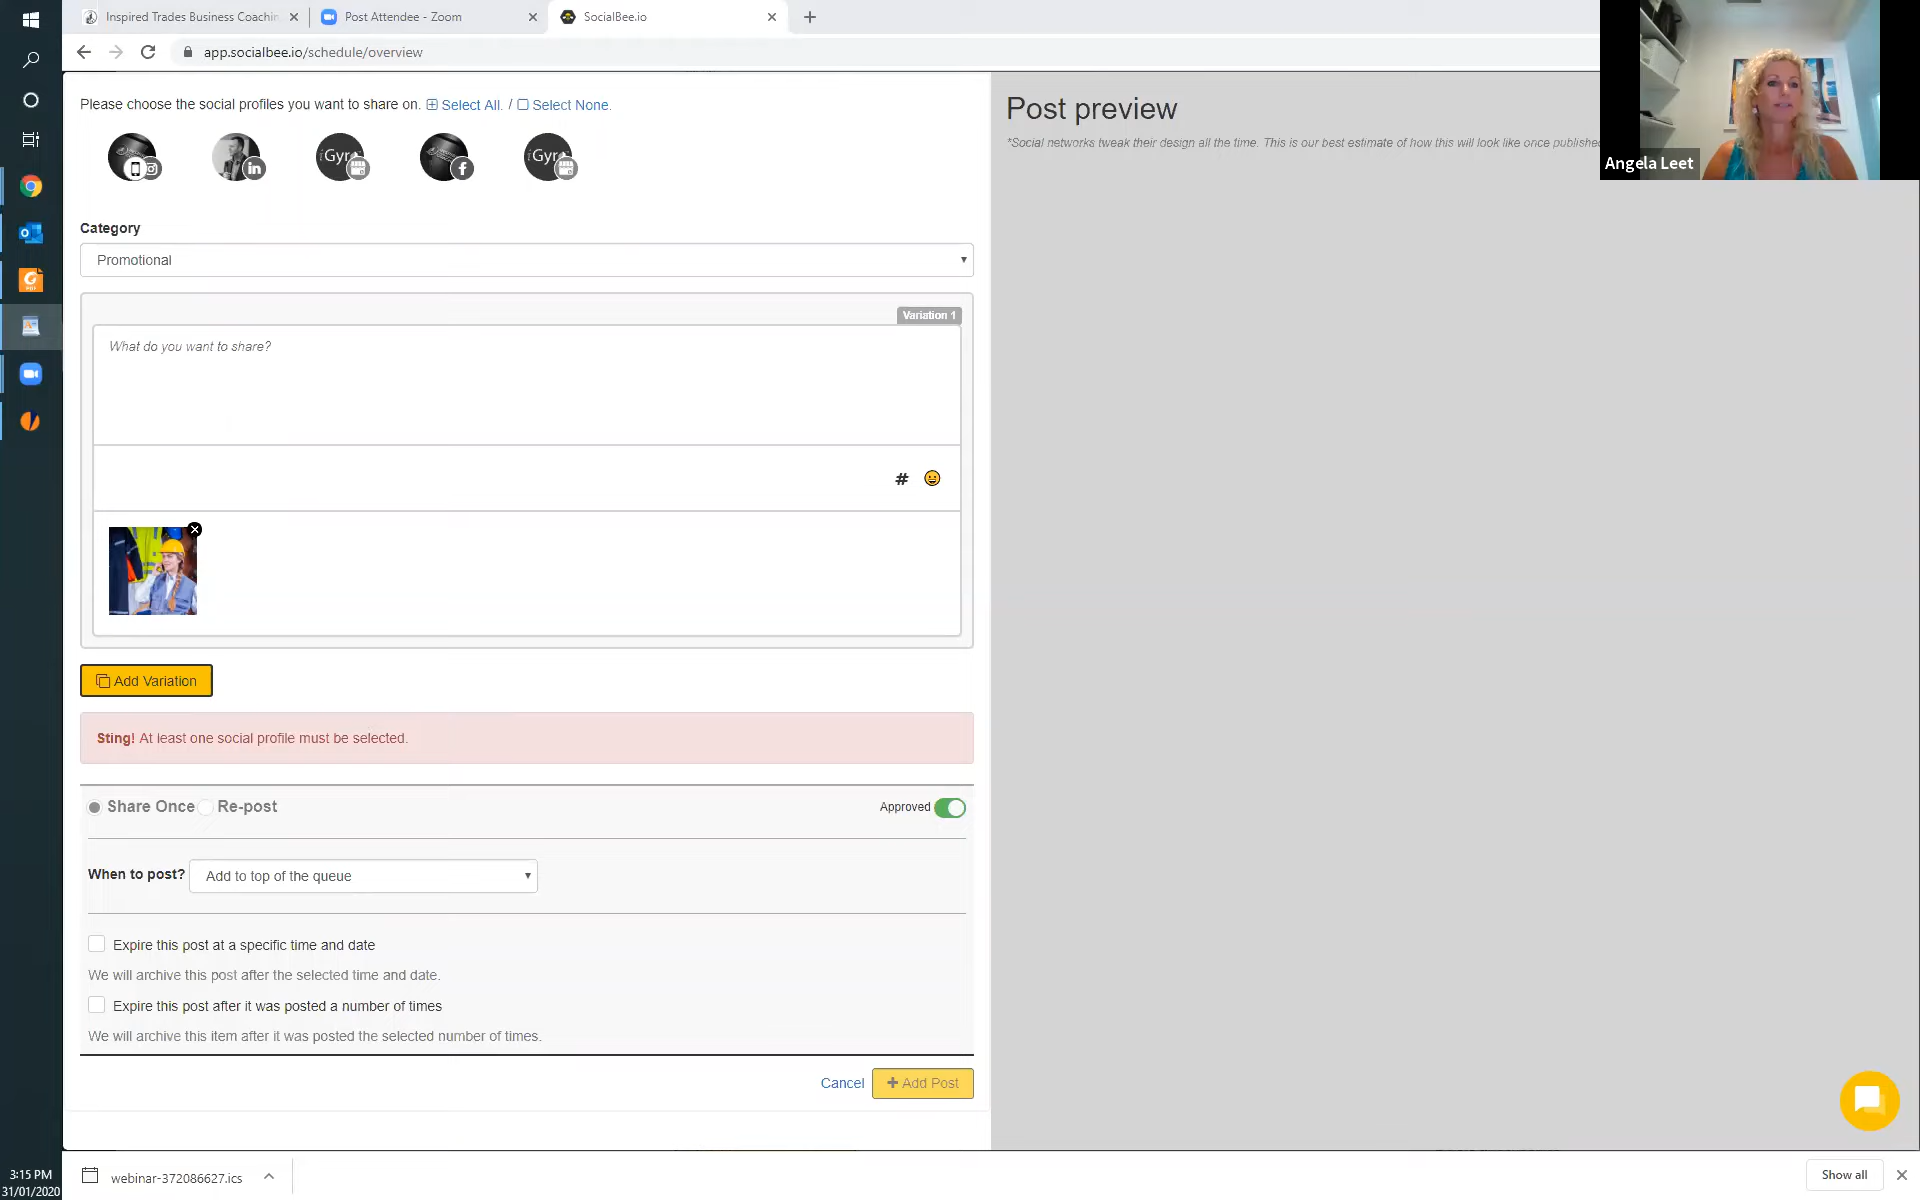 Inspired Trades Business Coachin
Post Attendee - Zoom
SocialBee.io
app.socialbee.io/schedule/overview
Please choose the social profiles you want to share on. Select All. / Select None.
iGyr
in
f
iGyr
Category
Promotional
Variation 1
What do you want to share?
#
Add Variation
Sting! At least one social profile must be selected.
Share Once Re-post
Approved
When to post? Add to top of the queue
Expire this post at a specific time and date
We will archive this post after the selected time and date.
Expire this post after it was posted a number of times
We will archive this item after it was posted the selected number of times.
Cancel + Add Post
Post preview
*Social networks tweak their design all the time. This is our best estimate of how this will look like once publishe
Angela Leet
3:15 PM
31/01/2020
webinar-372086627.ics
Show all